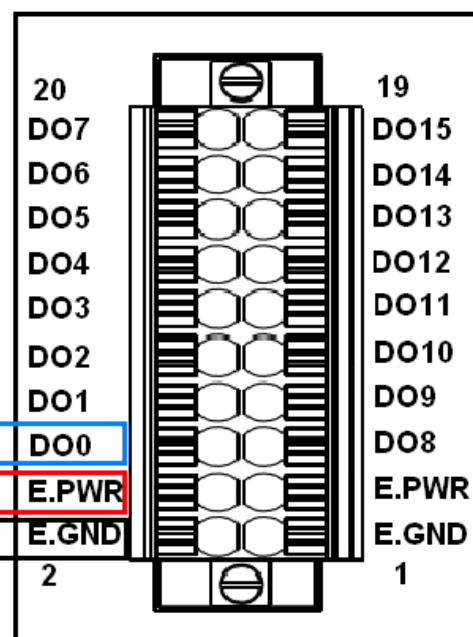 20 19
DO7 DO15
DO6 DO14
DO5 DO13
DO4 DO12
DO3 DO11
DO2 DO10
DO1 DO9
DO0 DO8
E.PWR E.PWR
E.GND E.GND
2 1